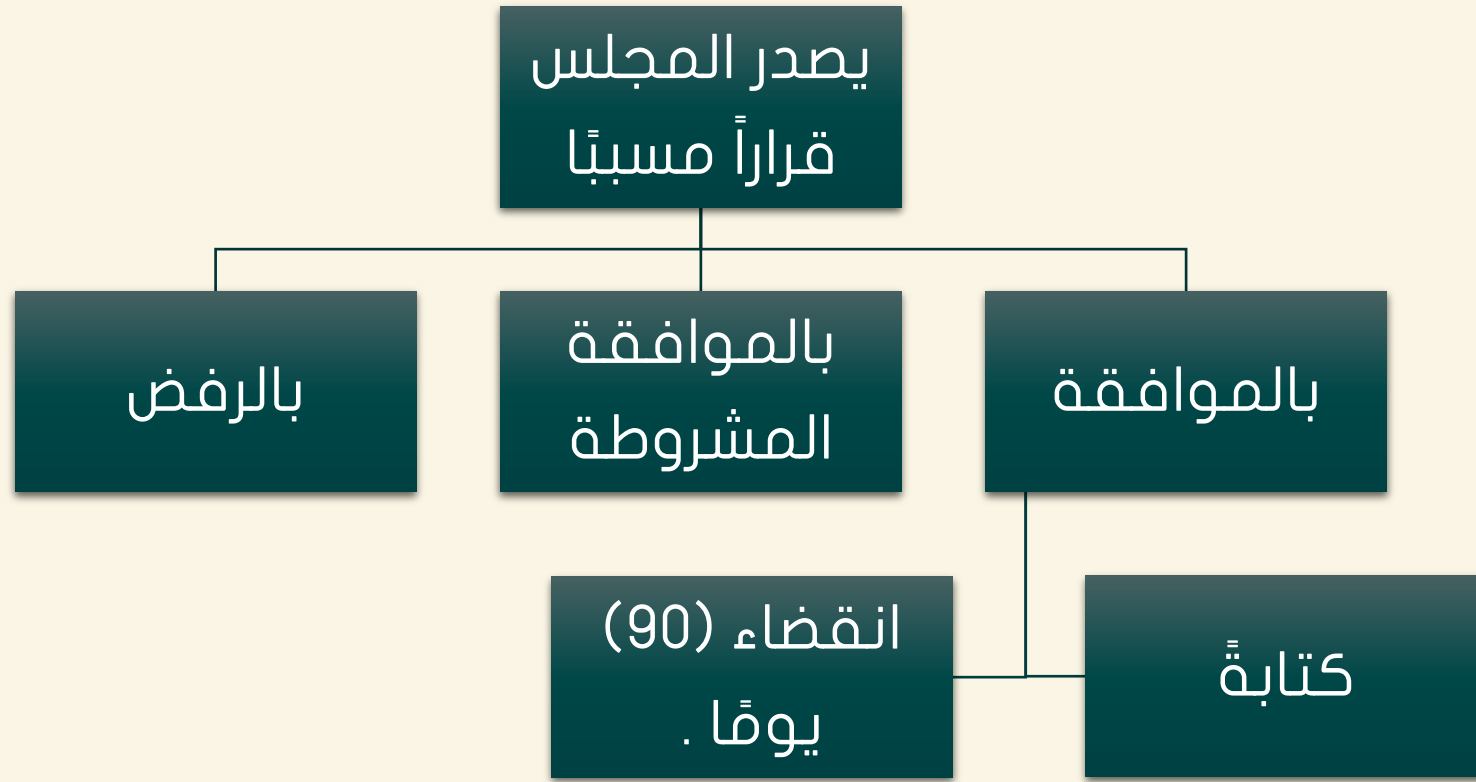 يصدر المجلس
قراراً مسببًا
بالموافقة
بالموافقة
المشروطة
بالرفض
كتابةً
انقضاء (90)
يومًا .